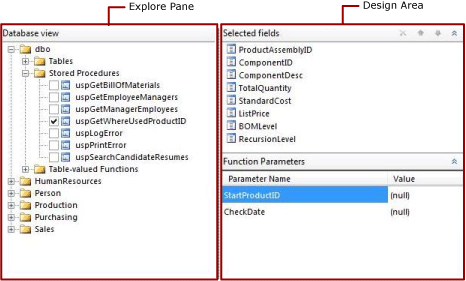 Explore Pane
Design Area
Database view
dbo
Tables
Stored Procedures
uspGetBillOfMaterials
uspGetEmployeeManagers
uspGetManagerEmployees
uspGetWhereUsedProductID
uspLogError
uspPrintError
uspSearchCandidateResumes
Table-valued Functions
HumanResources
Person
Production
Purchasing
Sales
Selected fields
ProductAssemblyID
ComponentID
ComponentDesc
TotalQuantity
StandardCost
ListPrice
BOMLevel
RecursionLevel
Function Parameters
Parameter Name Value
StartProductID (null)
CheckDate (null)